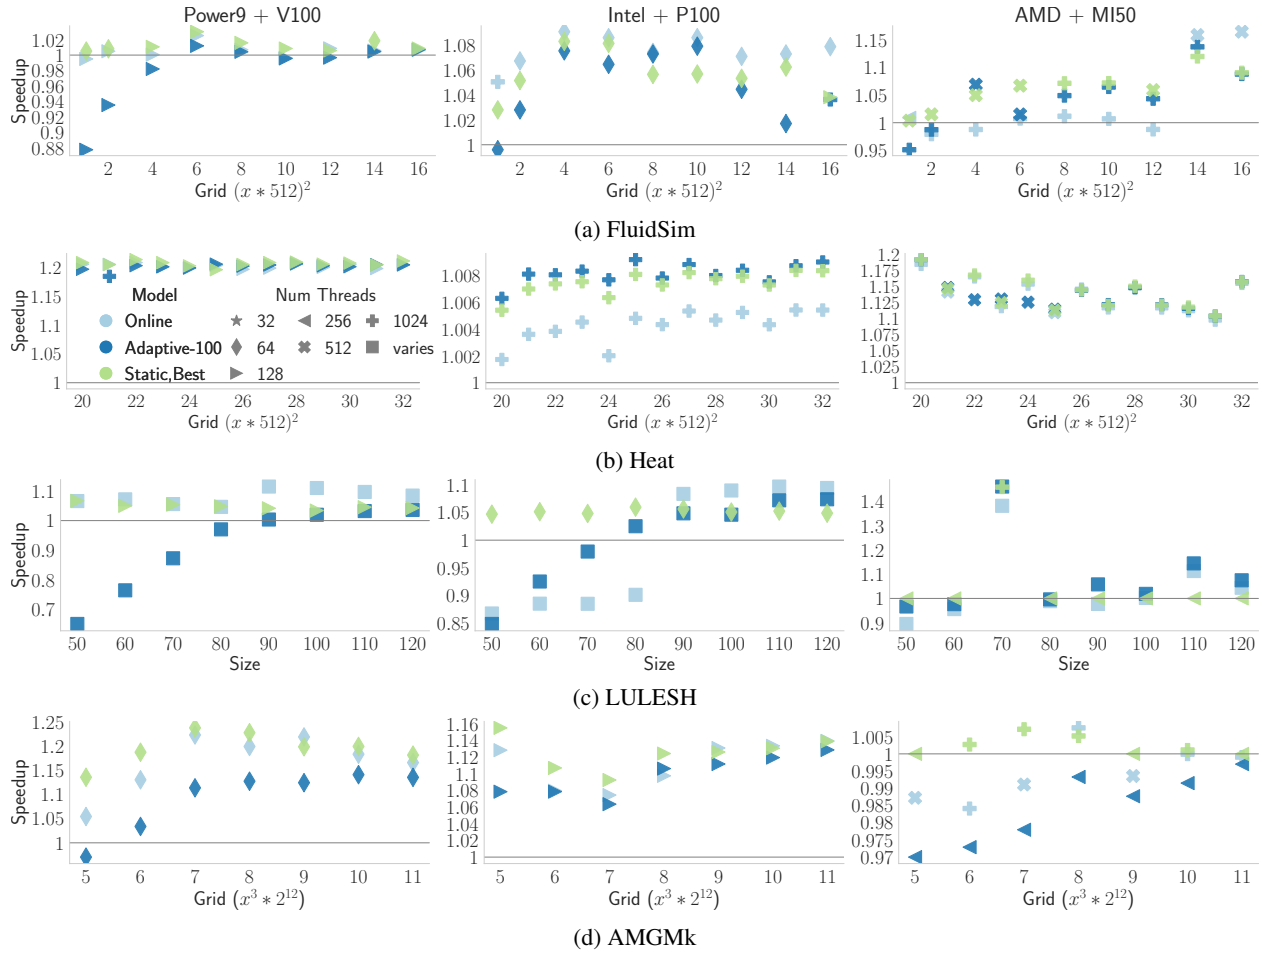 Power9 + V100
Intel + P100
AMD + MI50
Speedup
1.02
1
0.98
0.96
0.94
0.92
0.9
0.88
2 4 6 8 10 12 14 16
Grid (x * 512)²
1.08
1.06
1.04
1.02
1
2 4 6 8 10 12 14 16
Grid (x * 512)²
1.15
1.1
1.05
1
0.95
2 4 6 8 10 12 14 16
Grid (x * 512)²
(a) FluidSim
Speedup
1.2
1.15
1.1
1.05
1
Model
Num Threads
Online
32
256
1024
Adaptive-100
64
512
varies
Static,Best
128
20 22 24 26 28 30 32
Grid (x * 512)²
1.008
1.006
1.004
1.002
1
20 22 24 26 28 30 32
Grid (x * 512)²
1.2
1.175
1.15
1.125
1.1
1.075
1.05
1.025
1
20 22 24 26 28 30 32
Grid (x * 512)²
(b) Heat
Speedup
1.1
1
0.9
0.8
0.7
50 60 70 80 90 100 110 120
Size
1.1
1.05
1
0.95
0.9
0.85
50 60 70 80 90 100 110 120
Size
1.4
1.3
1.2
1.1
1
0.9
50 60 70 80 90 100 110 120
Size
(c) LULESH
Speedup
1.25
1.2
1.15
1.1
1.05
1
5 6 7 8 9 10 11
Grid (x³ * 2¹²)
1.16
1.14
1.12
1.1
1.08
1.06
1.04
1.02
1
5 6 7 8 9 10 11
Grid (x³ * 2¹²)
1.005
1
0.995
0.99
0.985
0.98
0.975
0.97
5 6 7 8 9 10 11
Grid (x³ * 2¹²)
(d) AMGMk